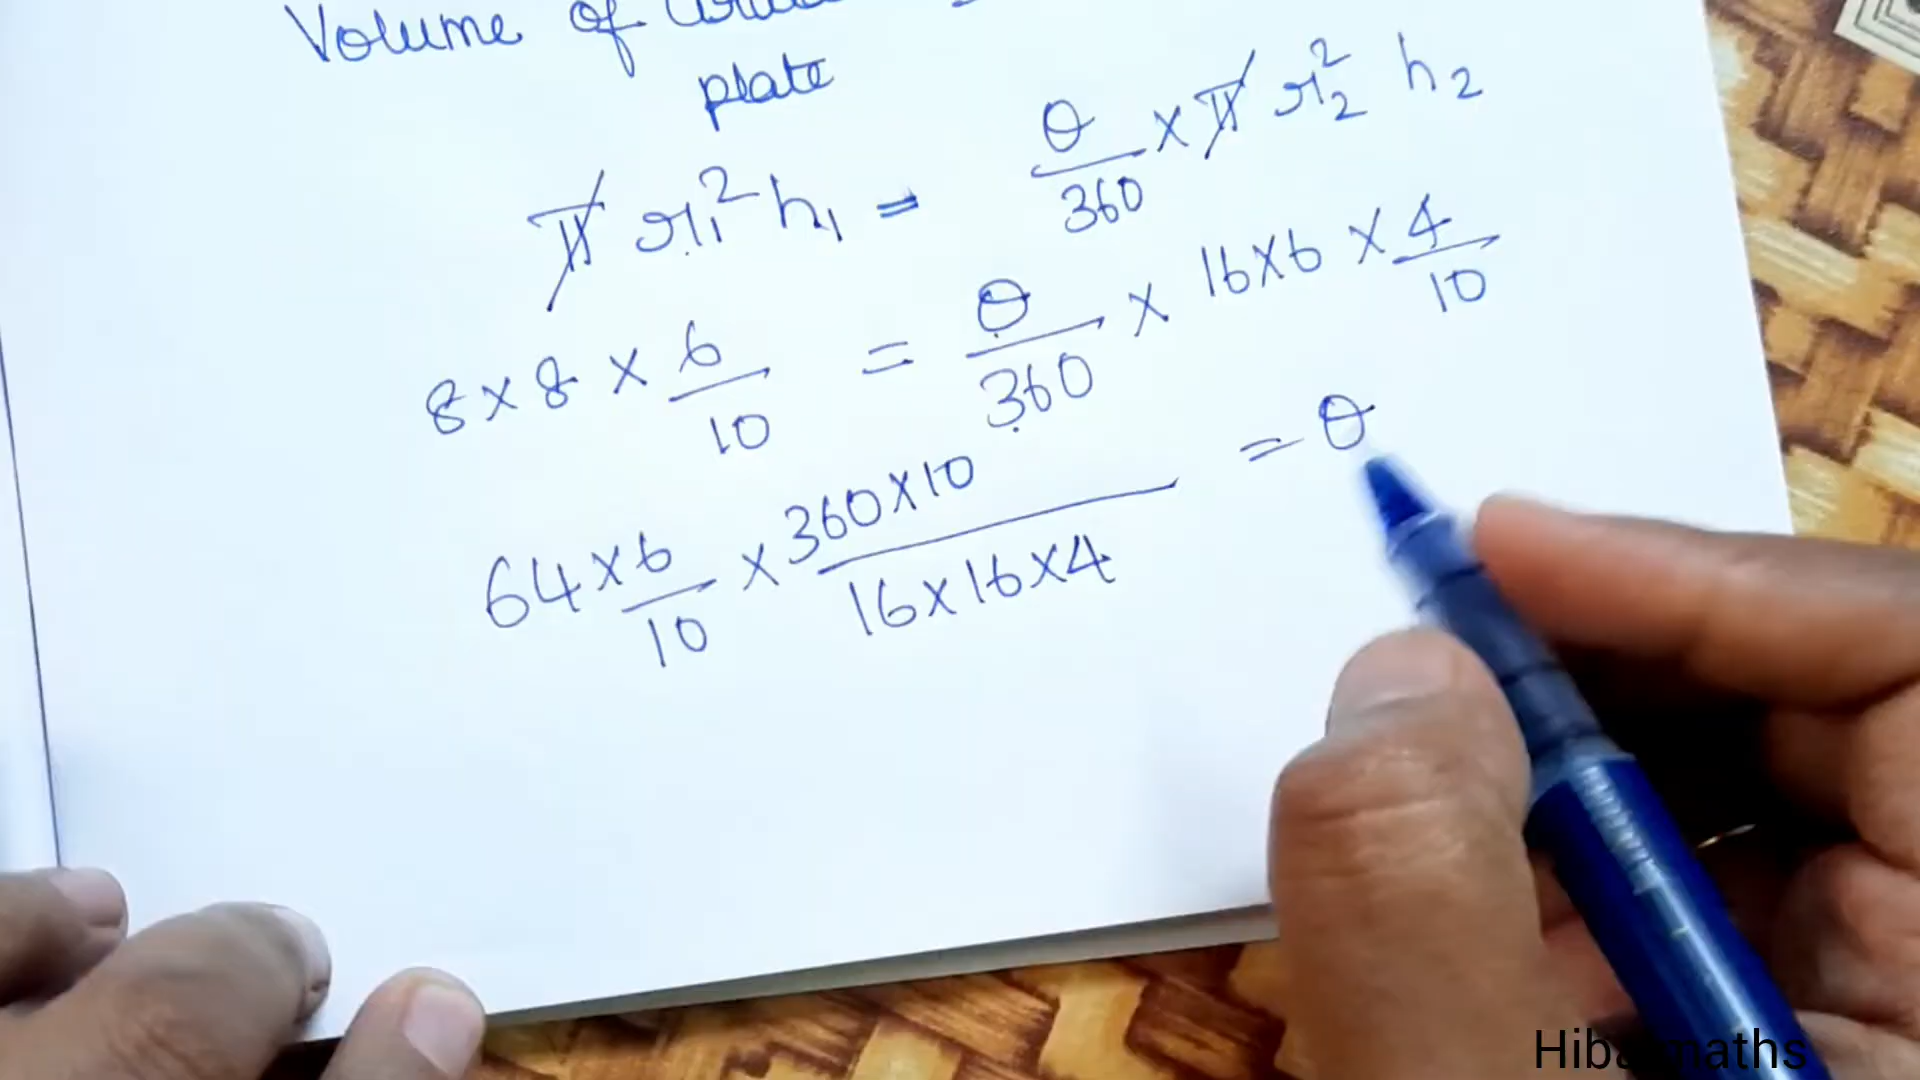 Volume of
plate
π r₁² h₁ = θ/360 × π r₂² h₂
8×8 × 6/10 = θ/360 × 16×6 × 4/10
64×6/10 × 360×10/16×16×4 = θ
maths